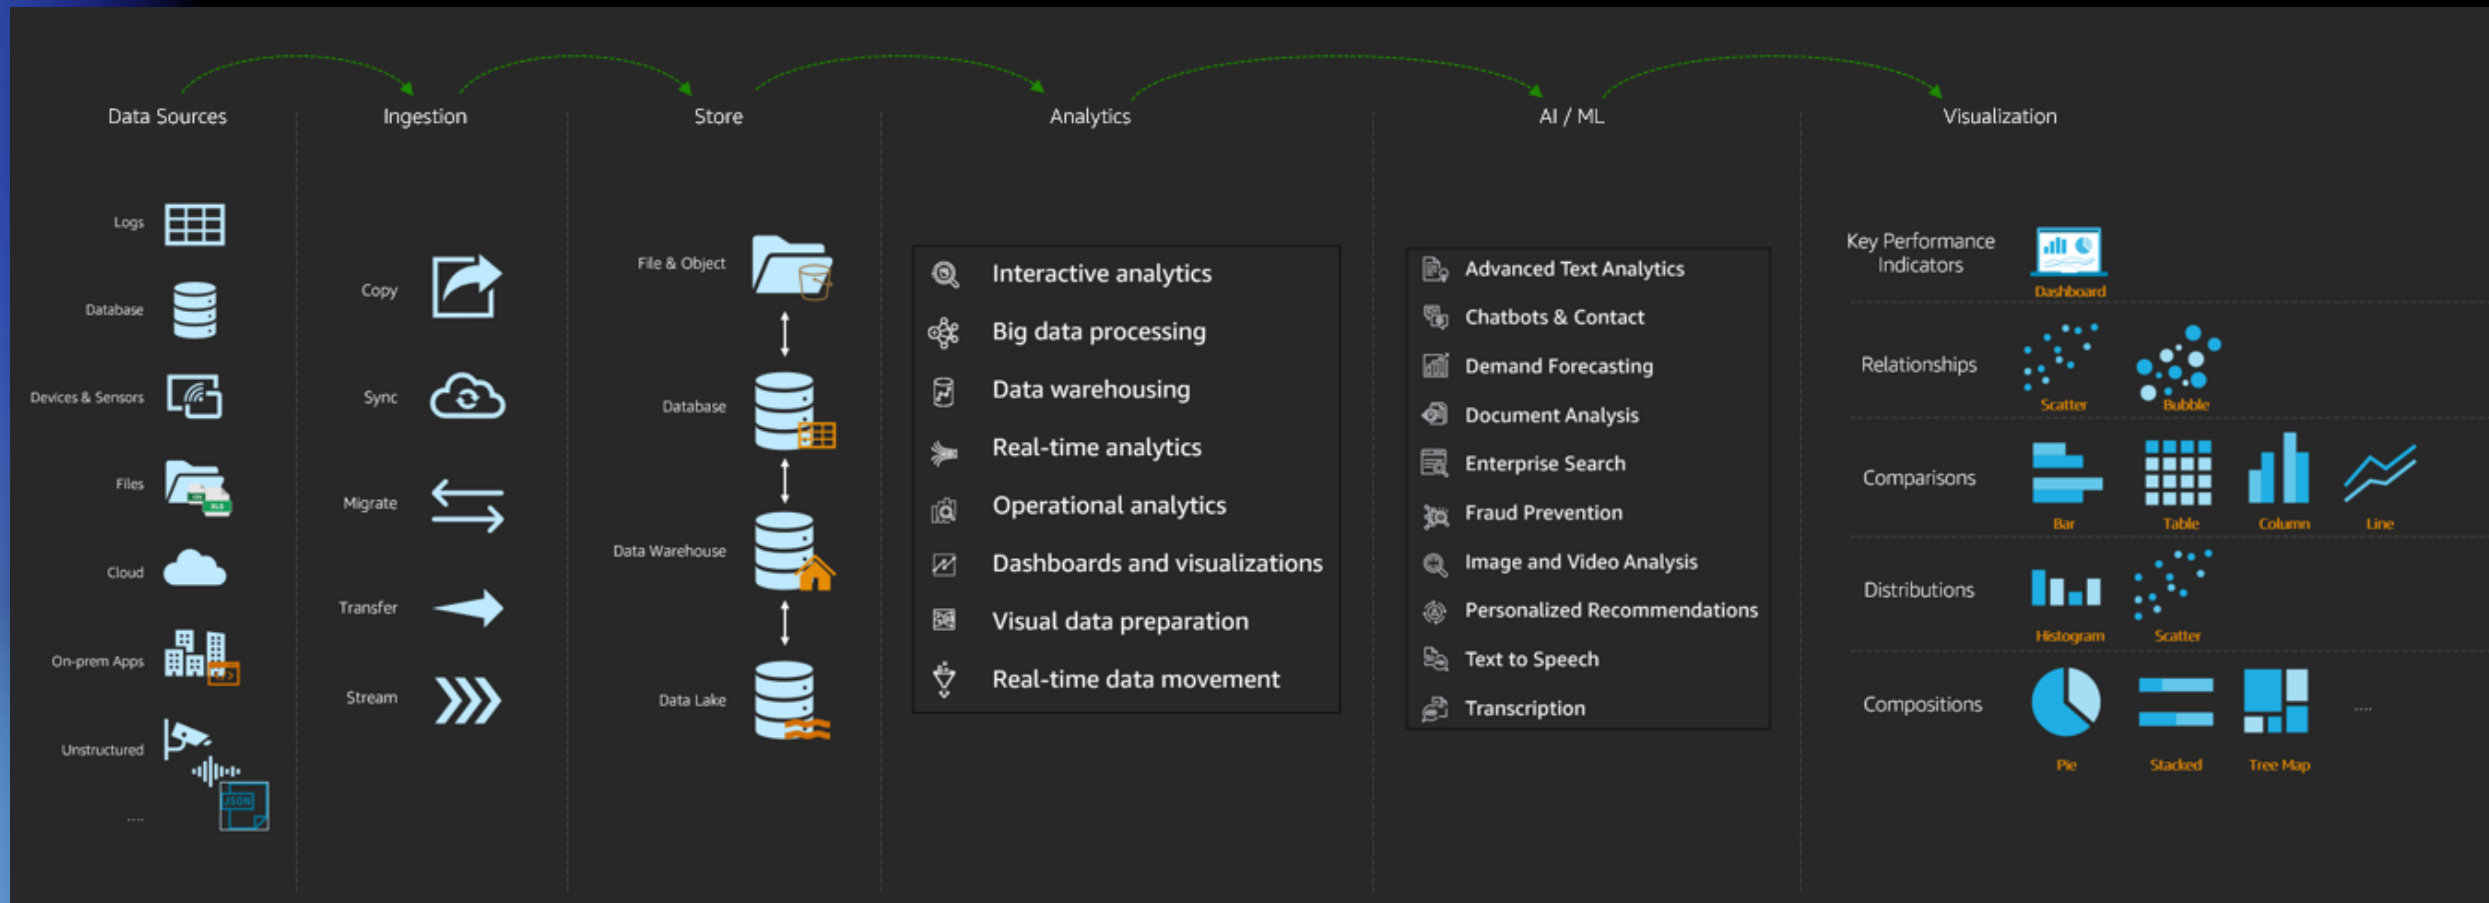 Data Sources
Ingestion
Store
Analytics
AI / ML
Visualization
Logs
Database
Devices & Sensors
Files
CSV
XLS
Cloud
On-prem Apps
</>
Unstructured
JSON
....
Copy
Sync
Migrate
Transfer
Stream
File & Object
Database
Data Warehouse
Data Lake
Interactive analytics
Big data processing
Data warehousing
Real-time analytics
Operational analytics
Dashboards and visualizations
Visual data preparation
Real-time data movement
Advanced Text Analytics
Chatbots & Contact
Demand Forecasting
Document Analysis
Enterprise Search
Fraud Prevention
Image and Video Analysis
Personalized Recommendations
Text to Speech
Transcription
Key Performance
Indicators
Dashboard
Relationships
Scatter
Bubble
Comparisons
Bar
Table
Column
Line
Distributions
Histogram
Scatter
Compositions
Pie
Stacked
Tree Map
....